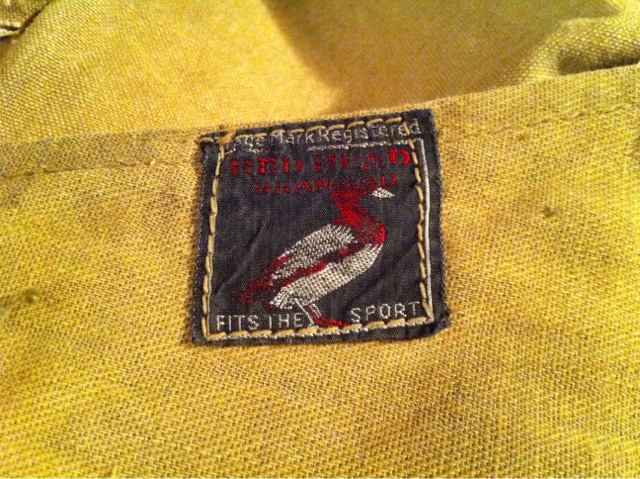 Trade Mark Registered
RED HEAD
BRAND
FITS THE SPORT